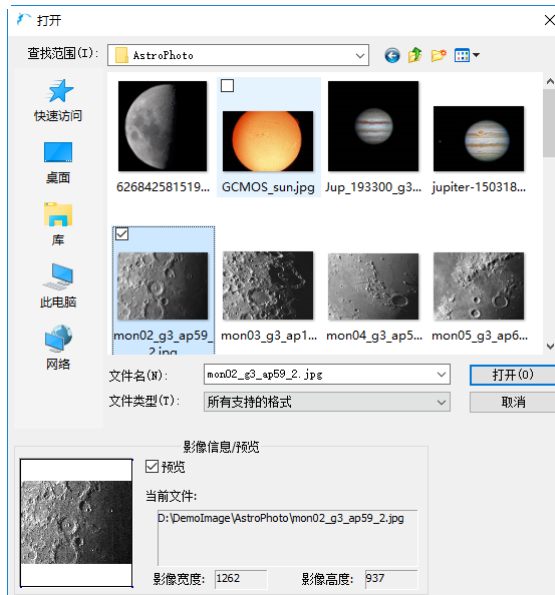 打开
查找范围(I):
AstroPhoto
快速访问
桌面
库
此电脑
网络
626842581519...
GCMOS_sun.jpg
Jup_193300_g3...
jupiter-150318...
mon02_g3_ap59_
2.jpg
mon03_g3_ap1...
mon04_g3_ap5...
mon05_g3_ap6...
文件名(N):
mon02_g3_ap59_2.jpg
打开(O)
文件类型(T):
所有支持的格式
取消
影像信息/预览
预览
当前文件:
D:\DemoImage\AstroPhoto\mon02_g3_ap59_2.jpg
影像宽度: 1262
影像高度: 937